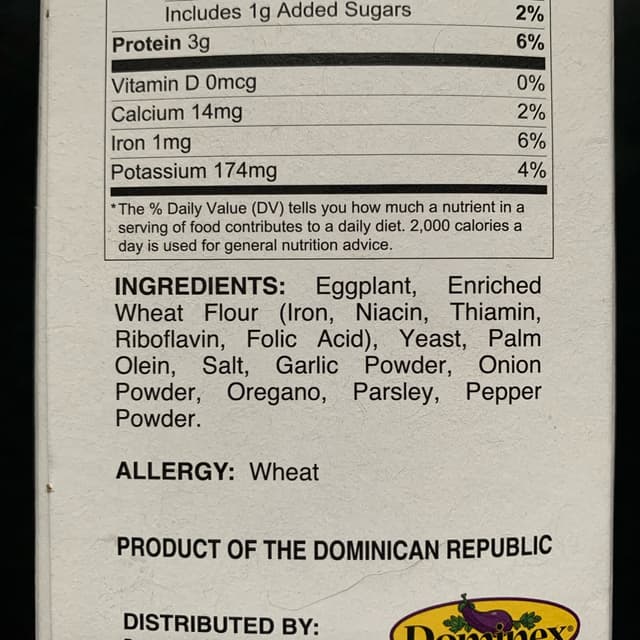 Includes 1g Added Sugars 2%
Protein 3g 6%
Vitamin D 0mcg 0%
Calcium 14mg 2%
Iron 1mg 6%
Potassium 174mg 4%
*The % Daily Value (DV) tells you how much a nutrient in a
serving of food contributes to a daily diet. 2,000 calories a
day is used for general nutrition advice.
INGREDIENTS: Eggplant, Enriched
Wheat Flour (Iron, Niacin, Thiamin,
Riboflavin, Folic Acid), Yeast, Palm
Olein, Salt, Garlic Powder, Onion
Powder, Oregano, Parsley, Pepper
Powder.
ALLERGY: Wheat
PRODUCT OF THE DOMINICAN REPUBLIC
DISTRIBUTED BY:
Dominex®